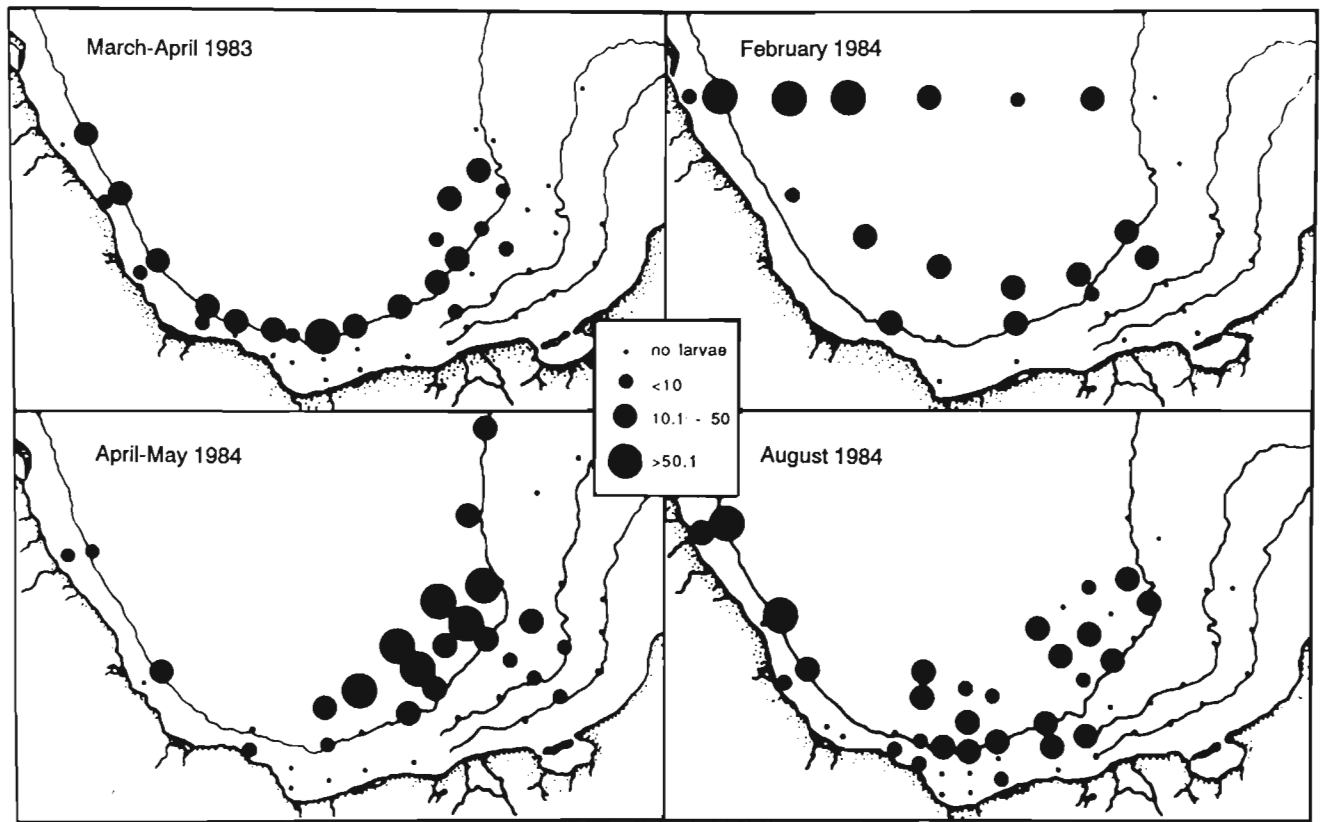 March-April 1983
February 1984
no larvae
<10
10.1 - 50
>50.1
April-May 1984
August 1984